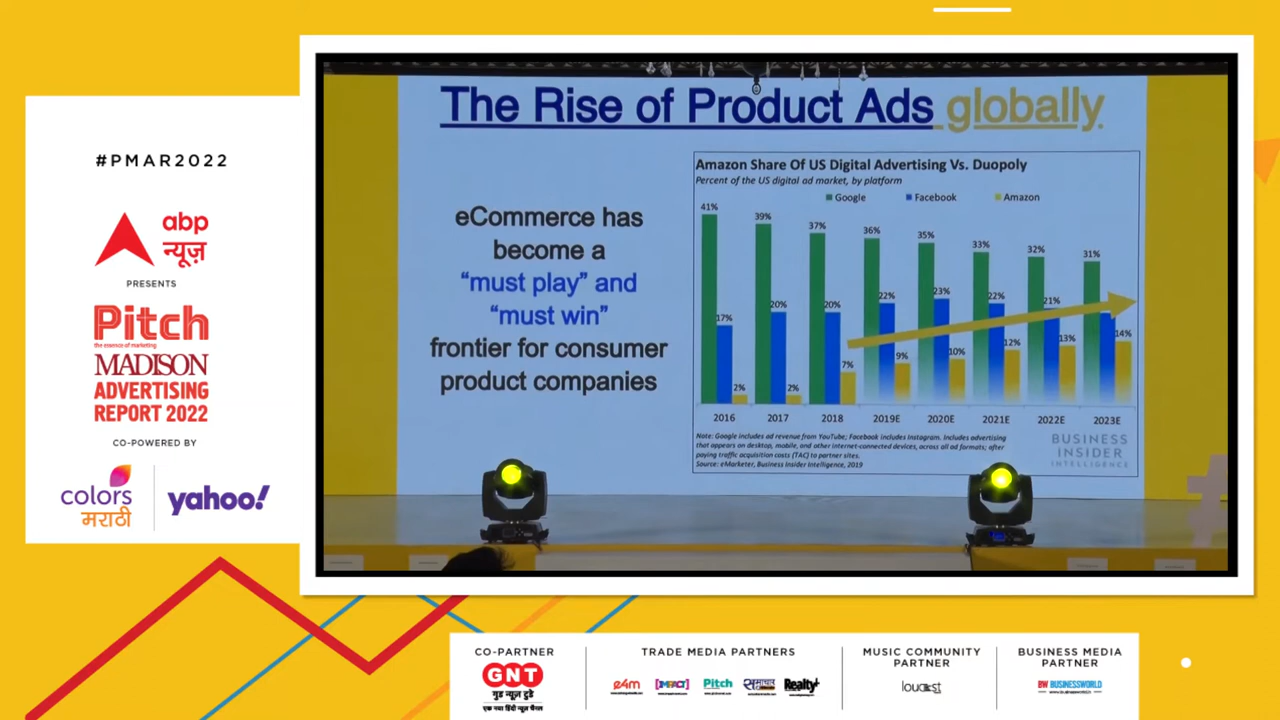 #PMAR2022
abp
न्यूज़
PRESENTS
Pitch
the essence of marketing
MADISON
ADVERTISING
REPORT 2022
CO-POWERED BY
colors
मराठी
yahoo!
The Rise of Product Ads globally
eCommerce has
become a
“must play” and
“must win”
frontier for consumer
product companies
Amazon Share Of US Digital Advertising Vs. Duopoly
Percent of the US digital ad market, by platform
Google Facebook Amazon
41% 39% 37% 36% 35% 33% 32% 31%
17% 20% 20% 22% 23% 22% 21%
2% 2% 7% 9% 10% 12% 13% 14%
2016 2017 2018 2019E 2020E 2021E 2022E 2023E
Note: Google includes ad revenue from YouTube; Facebook includes Instagram. Includes advertising
that appears on desktop, mobile, and other internet-connected devices, across all ad formats; after
paying traffic acquisition costs (TAC) to partner sites.
Source: eMarketer, Business Insider Intelligence, 2019
BUSINESS
INSIDER
INTELLIGENCE
CO-PARTNER
GNT
गुड न्यूज़ टुडे
एक नया हिंदी न्यूज़ चैनल
TRADE MEDIA PARTNERS
e4m
[IMPACT]
Pitch
समाचार
Realty+
MUSIC COMMUNITY
PARTNER
BUSINESS MEDIA
PARTNER
BW BUSINESSWORLD